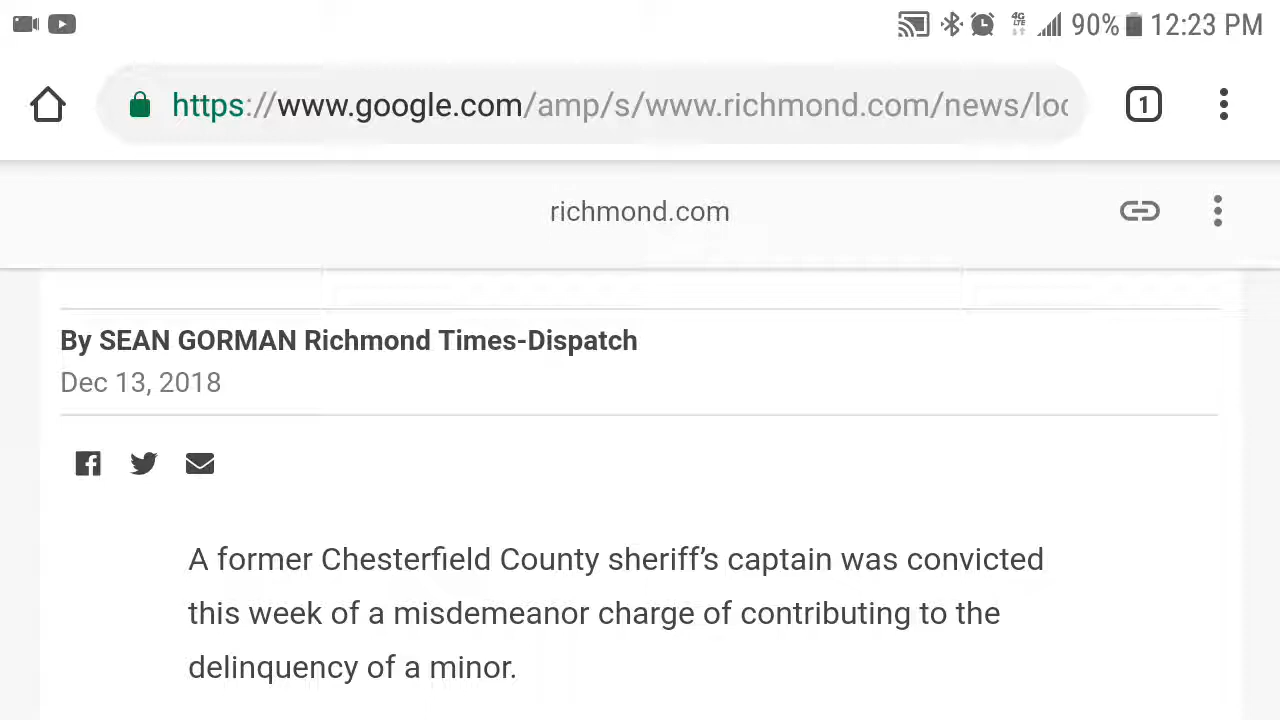 4G LTE 90% 12:23 PM
https://www.google.com/amp/s/www.richmond.com/news/loc 1
richmond.com
By SEAN GORMAN Richmond Times-Dispatch
Dec 13, 2018
A former Chesterfield County sheriff's captain was convicted
this week of a misdemeanor charge of contributing to the
delinquency of a minor.